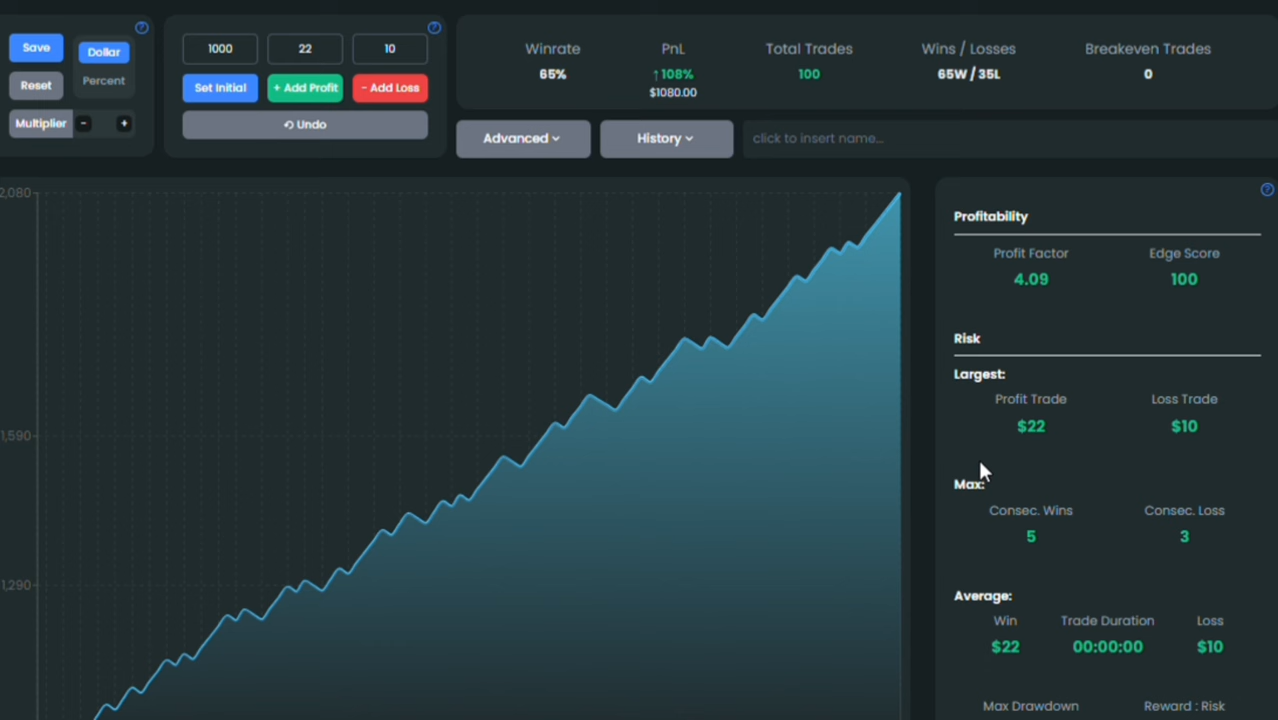 Save
Dollar
Reset
Percent
Multiplier - +
1000 22 10
Set Initial + Add Profit - Add Loss
Undo
Winrate PnL Total Trades Wins / Losses Breakeven Trades
65% ↑108% 100 65W / 35L 0
$1080.00
Advanced History click to insert name...
2,080
1,590
1,290
Profitability
Profit Factor Edge Score
4.09 100
Risk
Largest:
Profit Trade Loss Trade
$22 $10
Max:
Consec. Wins Consec. Loss
5 3
Average:
Win Trade Duration Loss
$22 00:00:00 $10
Max Drawdown Reward : Risk